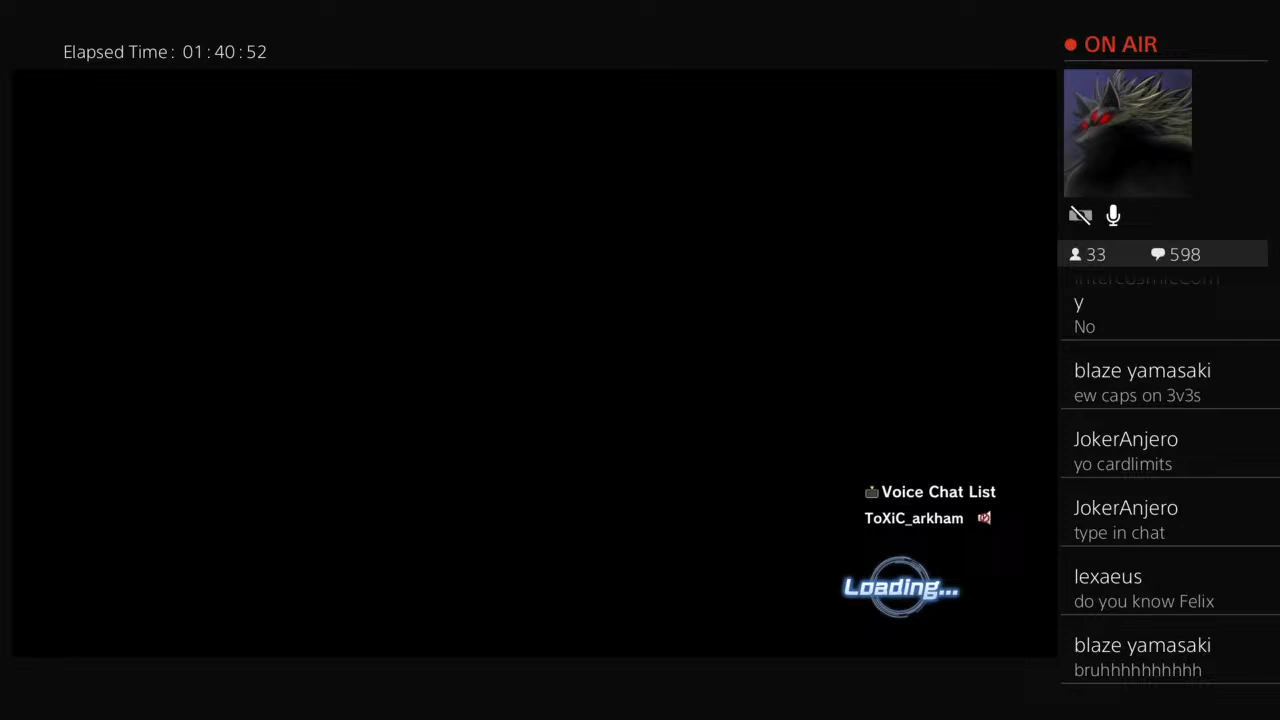 Elapsed Time: 01:40:52
ON AIR
33 598
y
No
blaze yamasaki
ew caps on 3v3s
JokerAnjero
yo cardlimits
JokerAnjero
type in chat
lexaeus
do you know Felix
blaze yamasaki
bruhhhhhhhhhh
Voice Chat List
ToXiC_arkham
Loading...